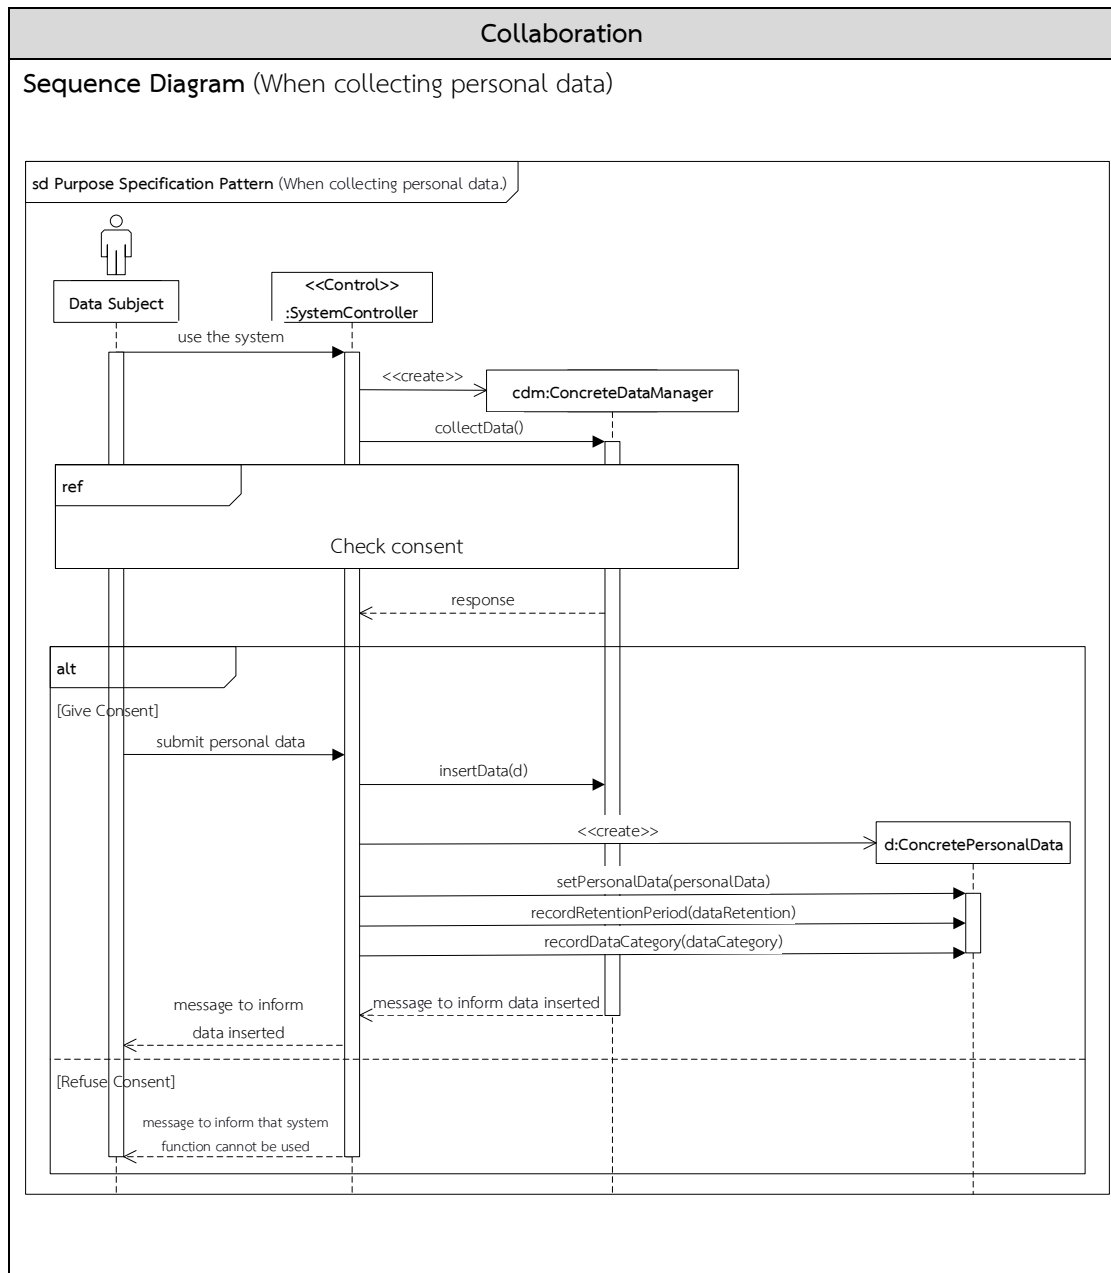 Collaboration
Sequence Diagram (When collecting personal data)
sd Purpose Specification Pattern (When collecting personal data.)
Data Subject
<<Control>>
:SystemController
use the system
<<create>>
cdm:ConcreteDataManager
collectData()
ref
Check consent
response
alt
[Give Consent]
submit personal data
insertData(d)
<<create>>
d:ConcretePersonalData
setPersonalData(personalData)
recordRetentionPeriod(dataRetention)
recordDataCategory(dataCategory)
message to inform data inserted
message to inform
data inserted
[Refuse Consent]
message to inform that system
function cannot be used